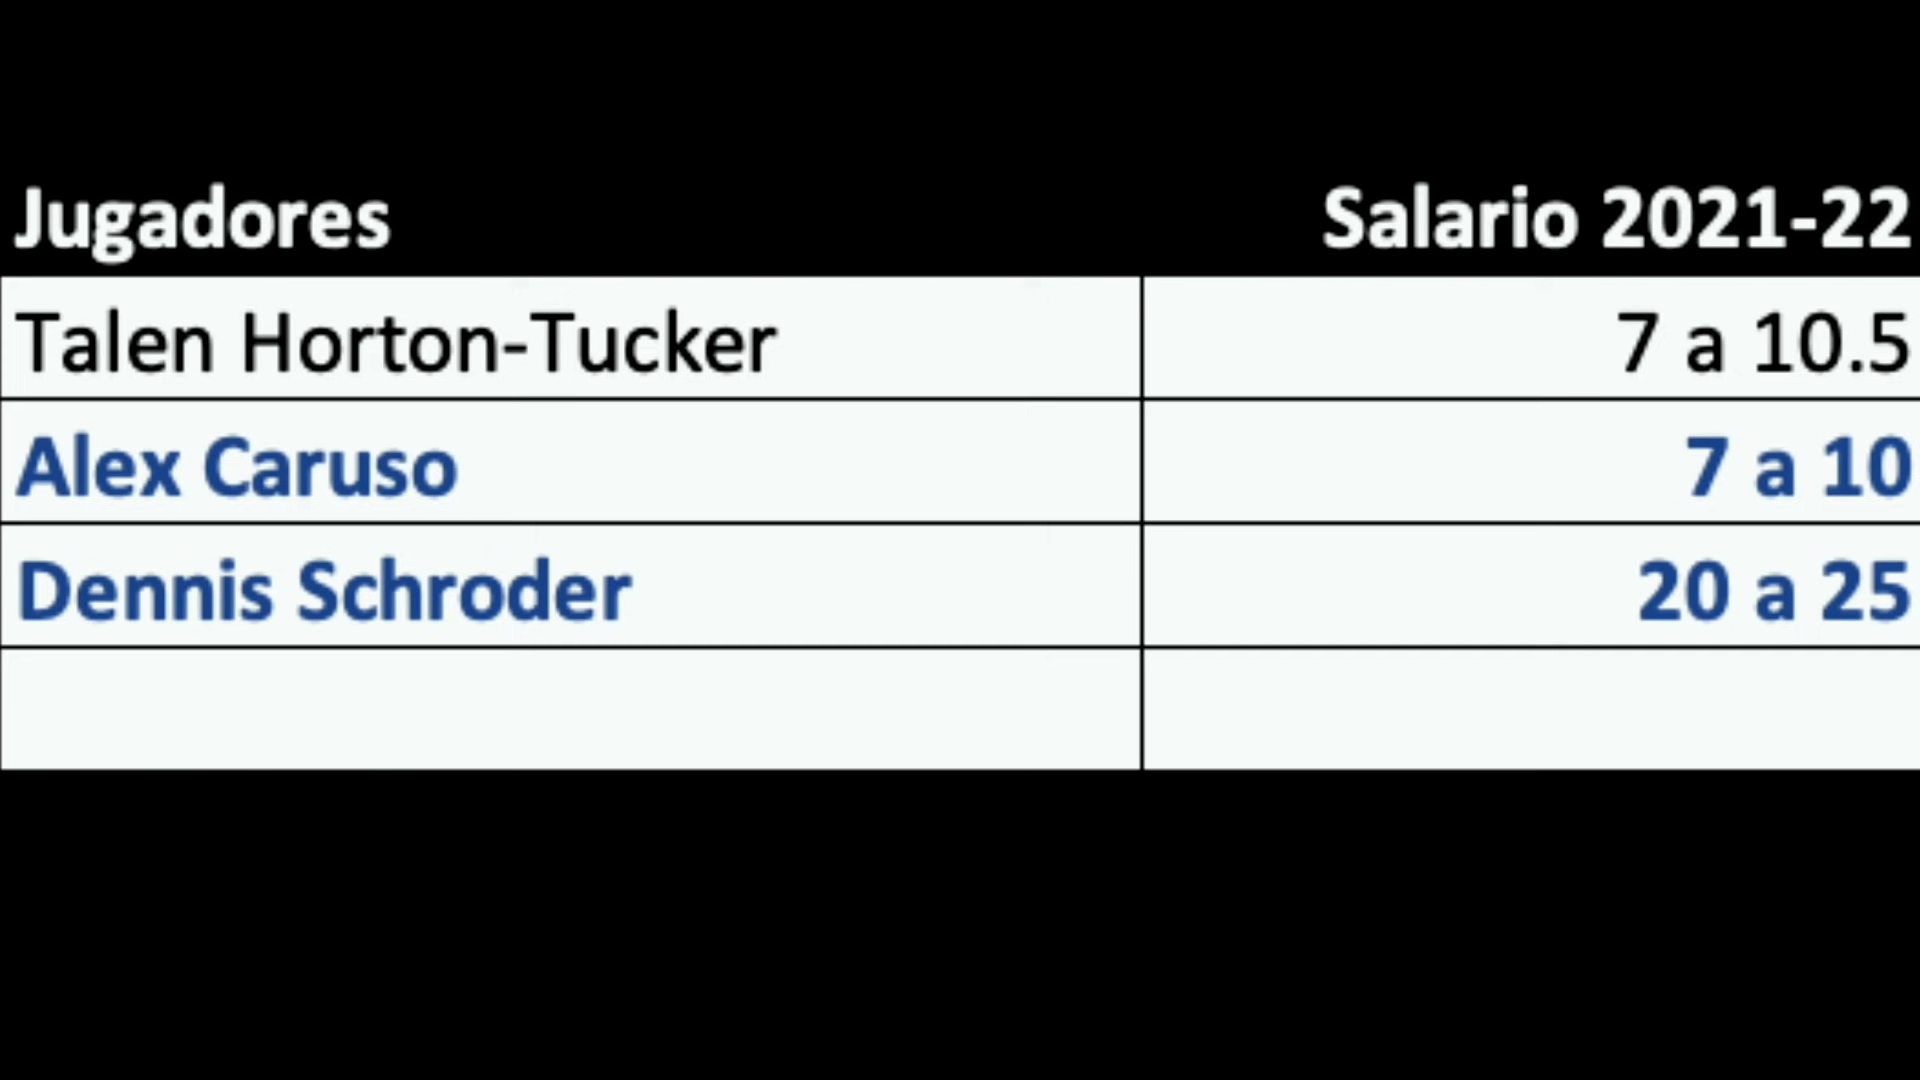 Jugadores Salario 2021-22
Talen Horton-Tucker 7 a 10.5
Alex Caruso 7 a 10
Dennis Schroder 20 a 25